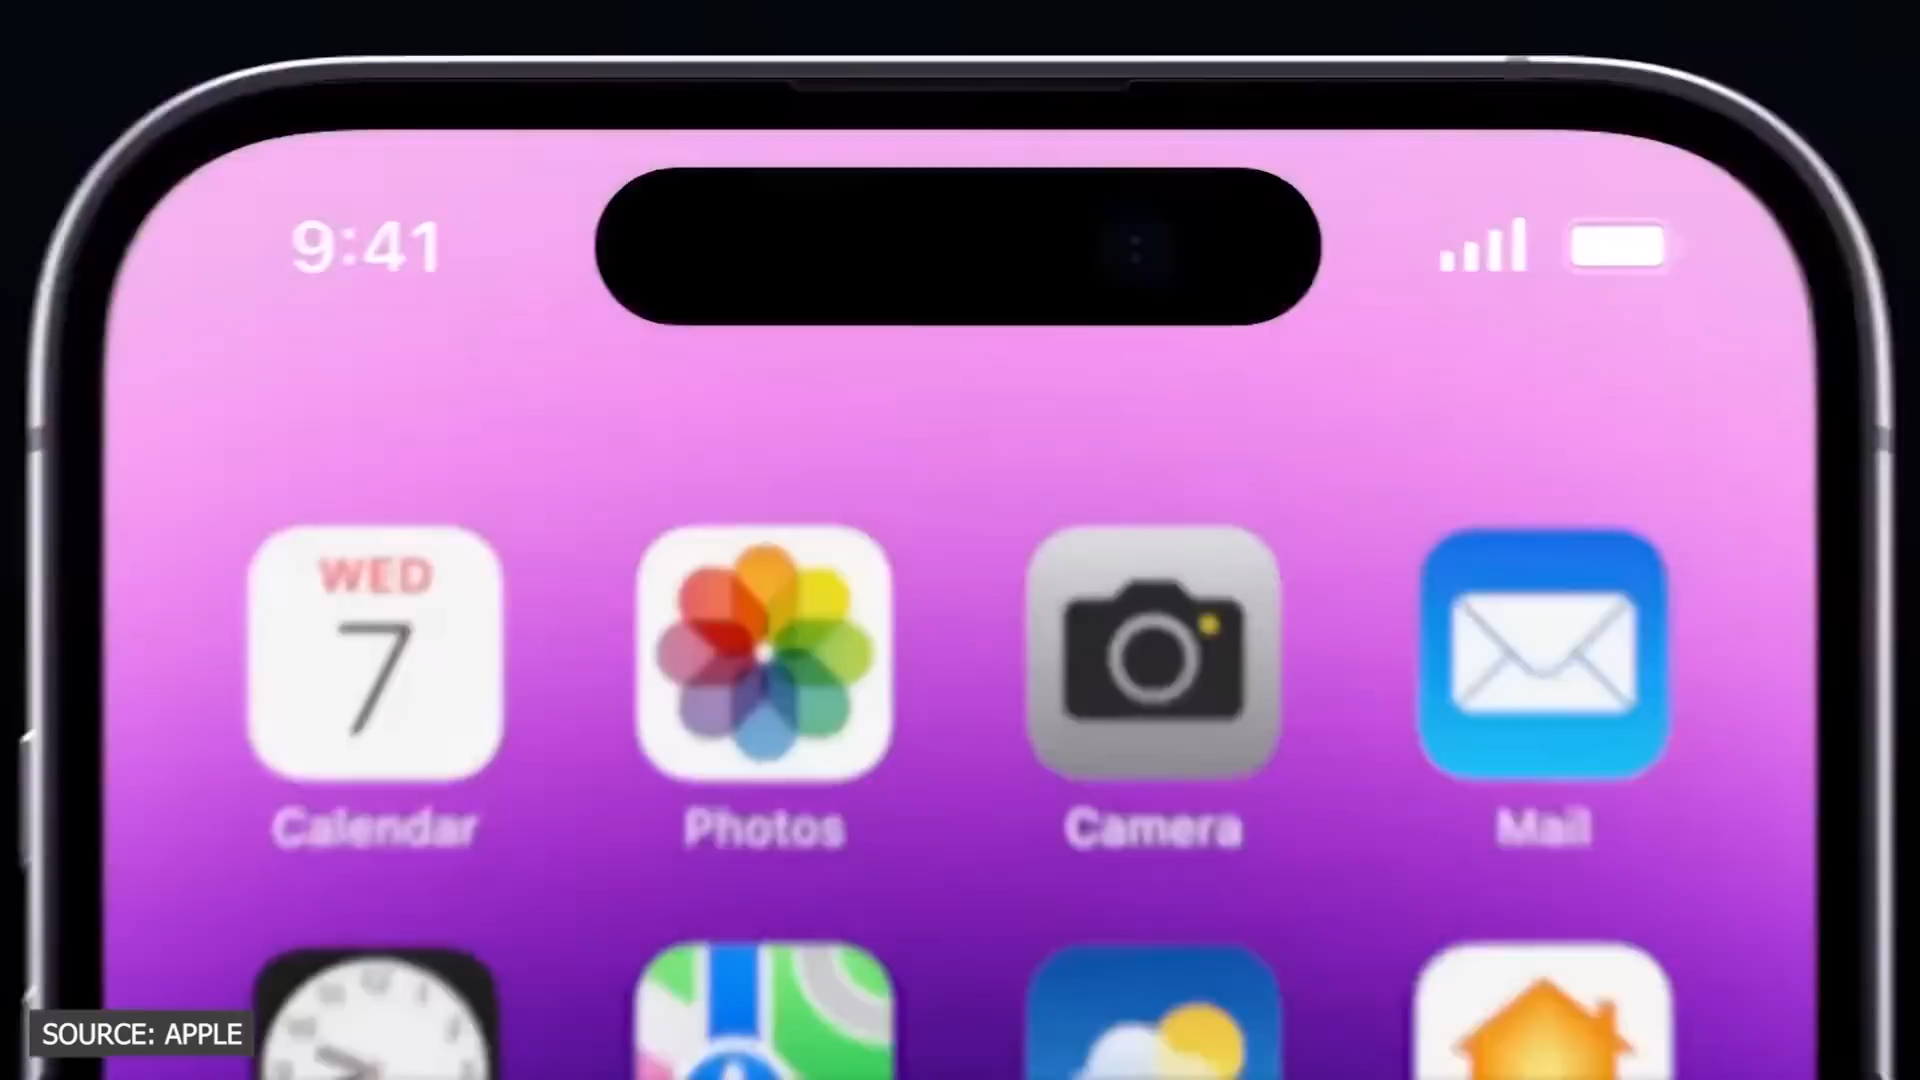 9:41
WED
7
Calendar
Photos
Camera
Mail
SOURCE: APPLE